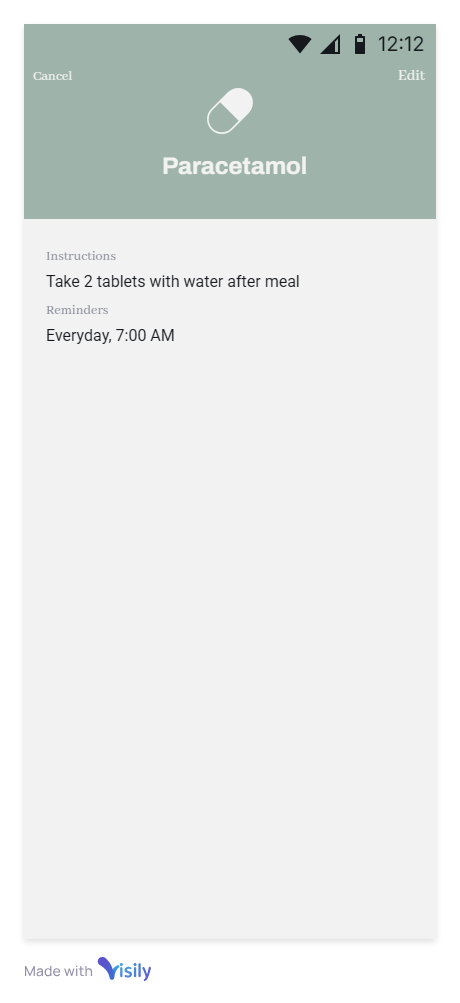 12:12
Cancel
Edit
Paracetamol
Instructions
Take 2 tablets with water after meal
Reminders
Everyday, 7:00 AM
Made with Visily